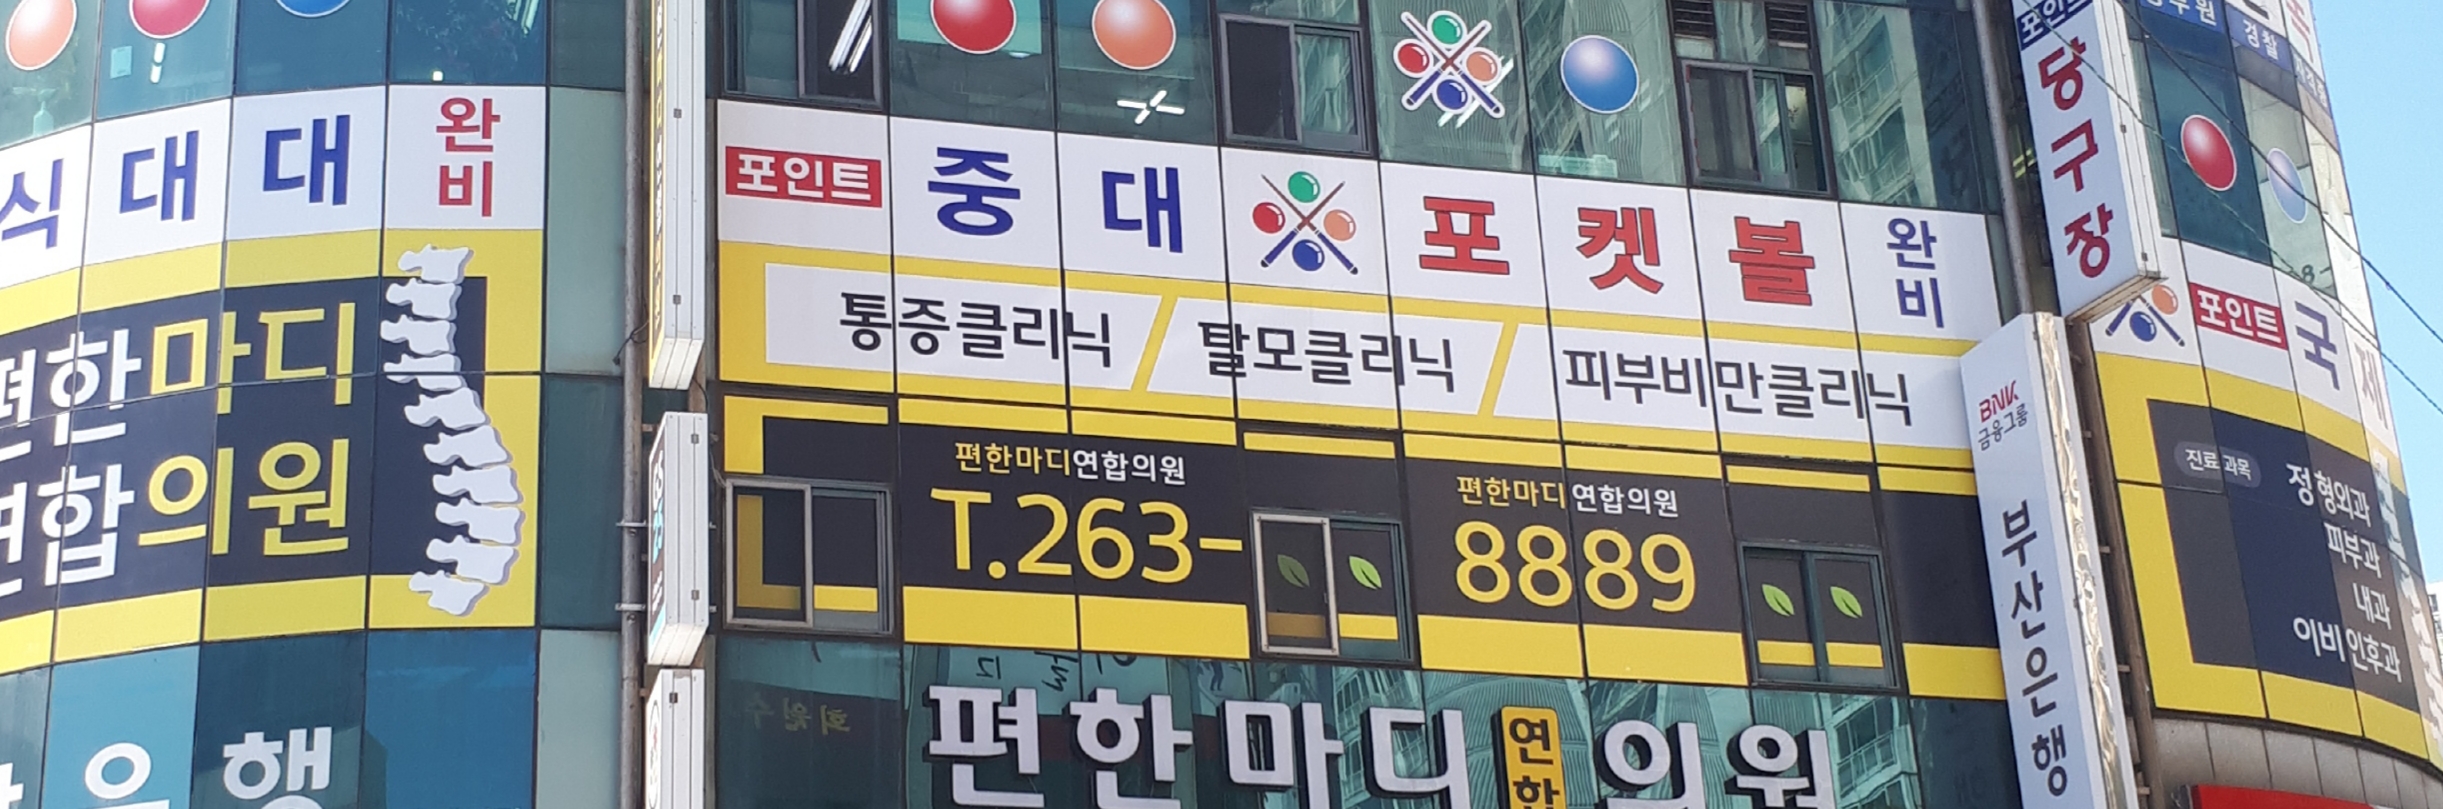 식 대 대 완비
편한마디
연합의원
은행
포인트 중 대 포 켓 볼 완비
통증클리닉 / 탈모클리닉 / 피부비만클리닉
편한마디연합의원
T.263-
편한마디연합의원
8889
편한마디연합의원
포인트
당구장
BNK
금융그룹
부산은행
경찰
포인트 국제
진료과목
정형외과
피부과
내과
이비인후과